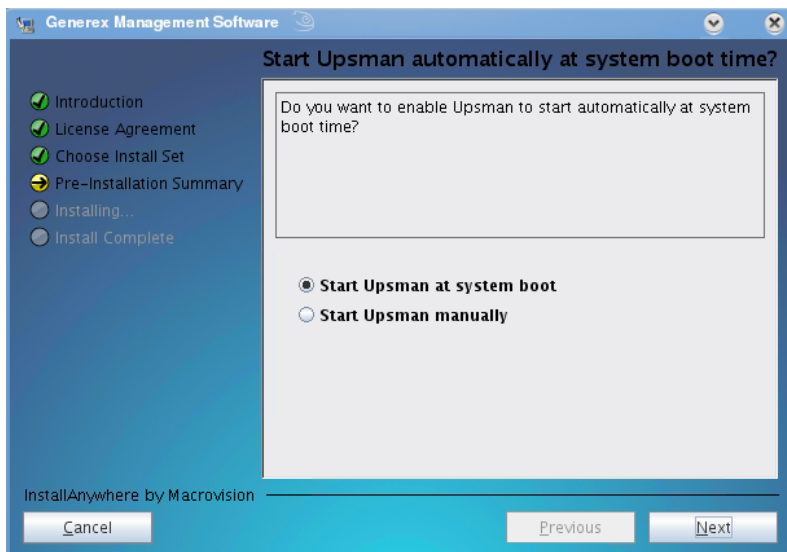 Generex Management Software
Start Upsman automatically at system boot time?
Introduction
License Agreement
Choose Install Set
Pre-Installation Summary
Installing...
Install Complete
Do you want to enable Upsman to start automatically at system
boot time?
Start Upsman at system boot
Start Upsman manually
InstallAnywhere by Macrovision
Cancel
Previous
Next